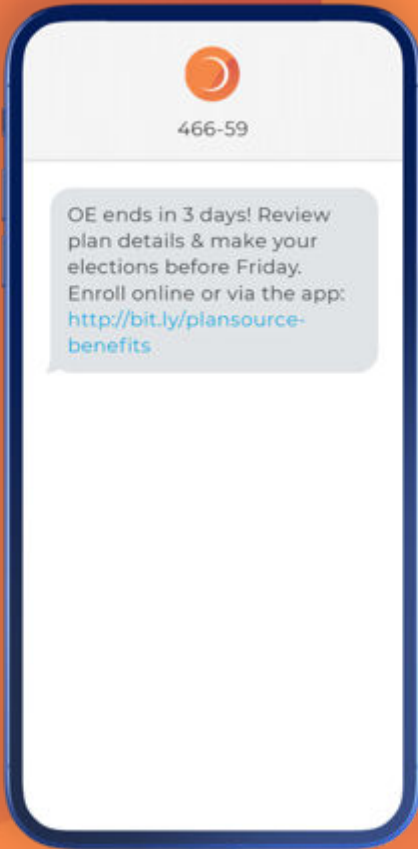 466-59
OE ends in 3 days! Review
plan details & make your
elections before Friday.
Enroll online or via the app:
http://bit.ly/plansource-
benefits